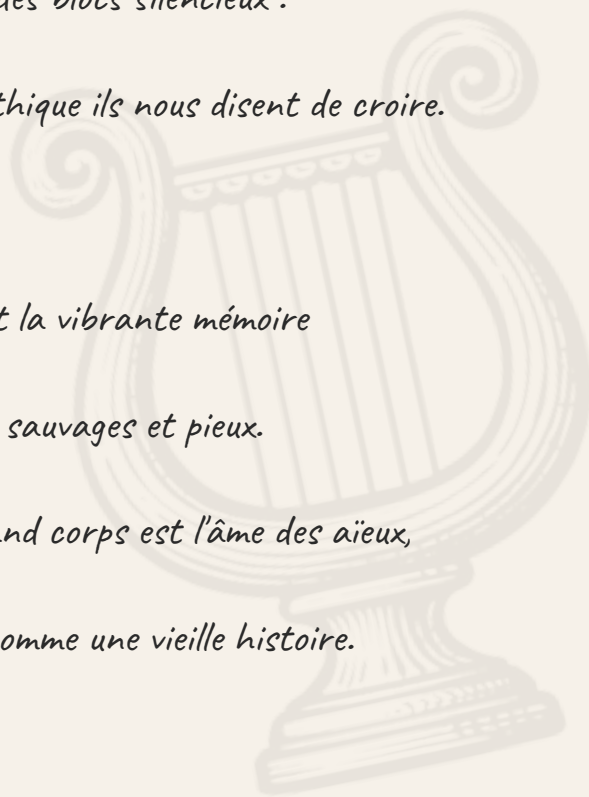 des blocs silencieux :
thique ils nous disent de croire.
t la vibrante mémoire
sauvages et pieux.
nd corps est l'âme des aïeux,
omme une vieille histoire.